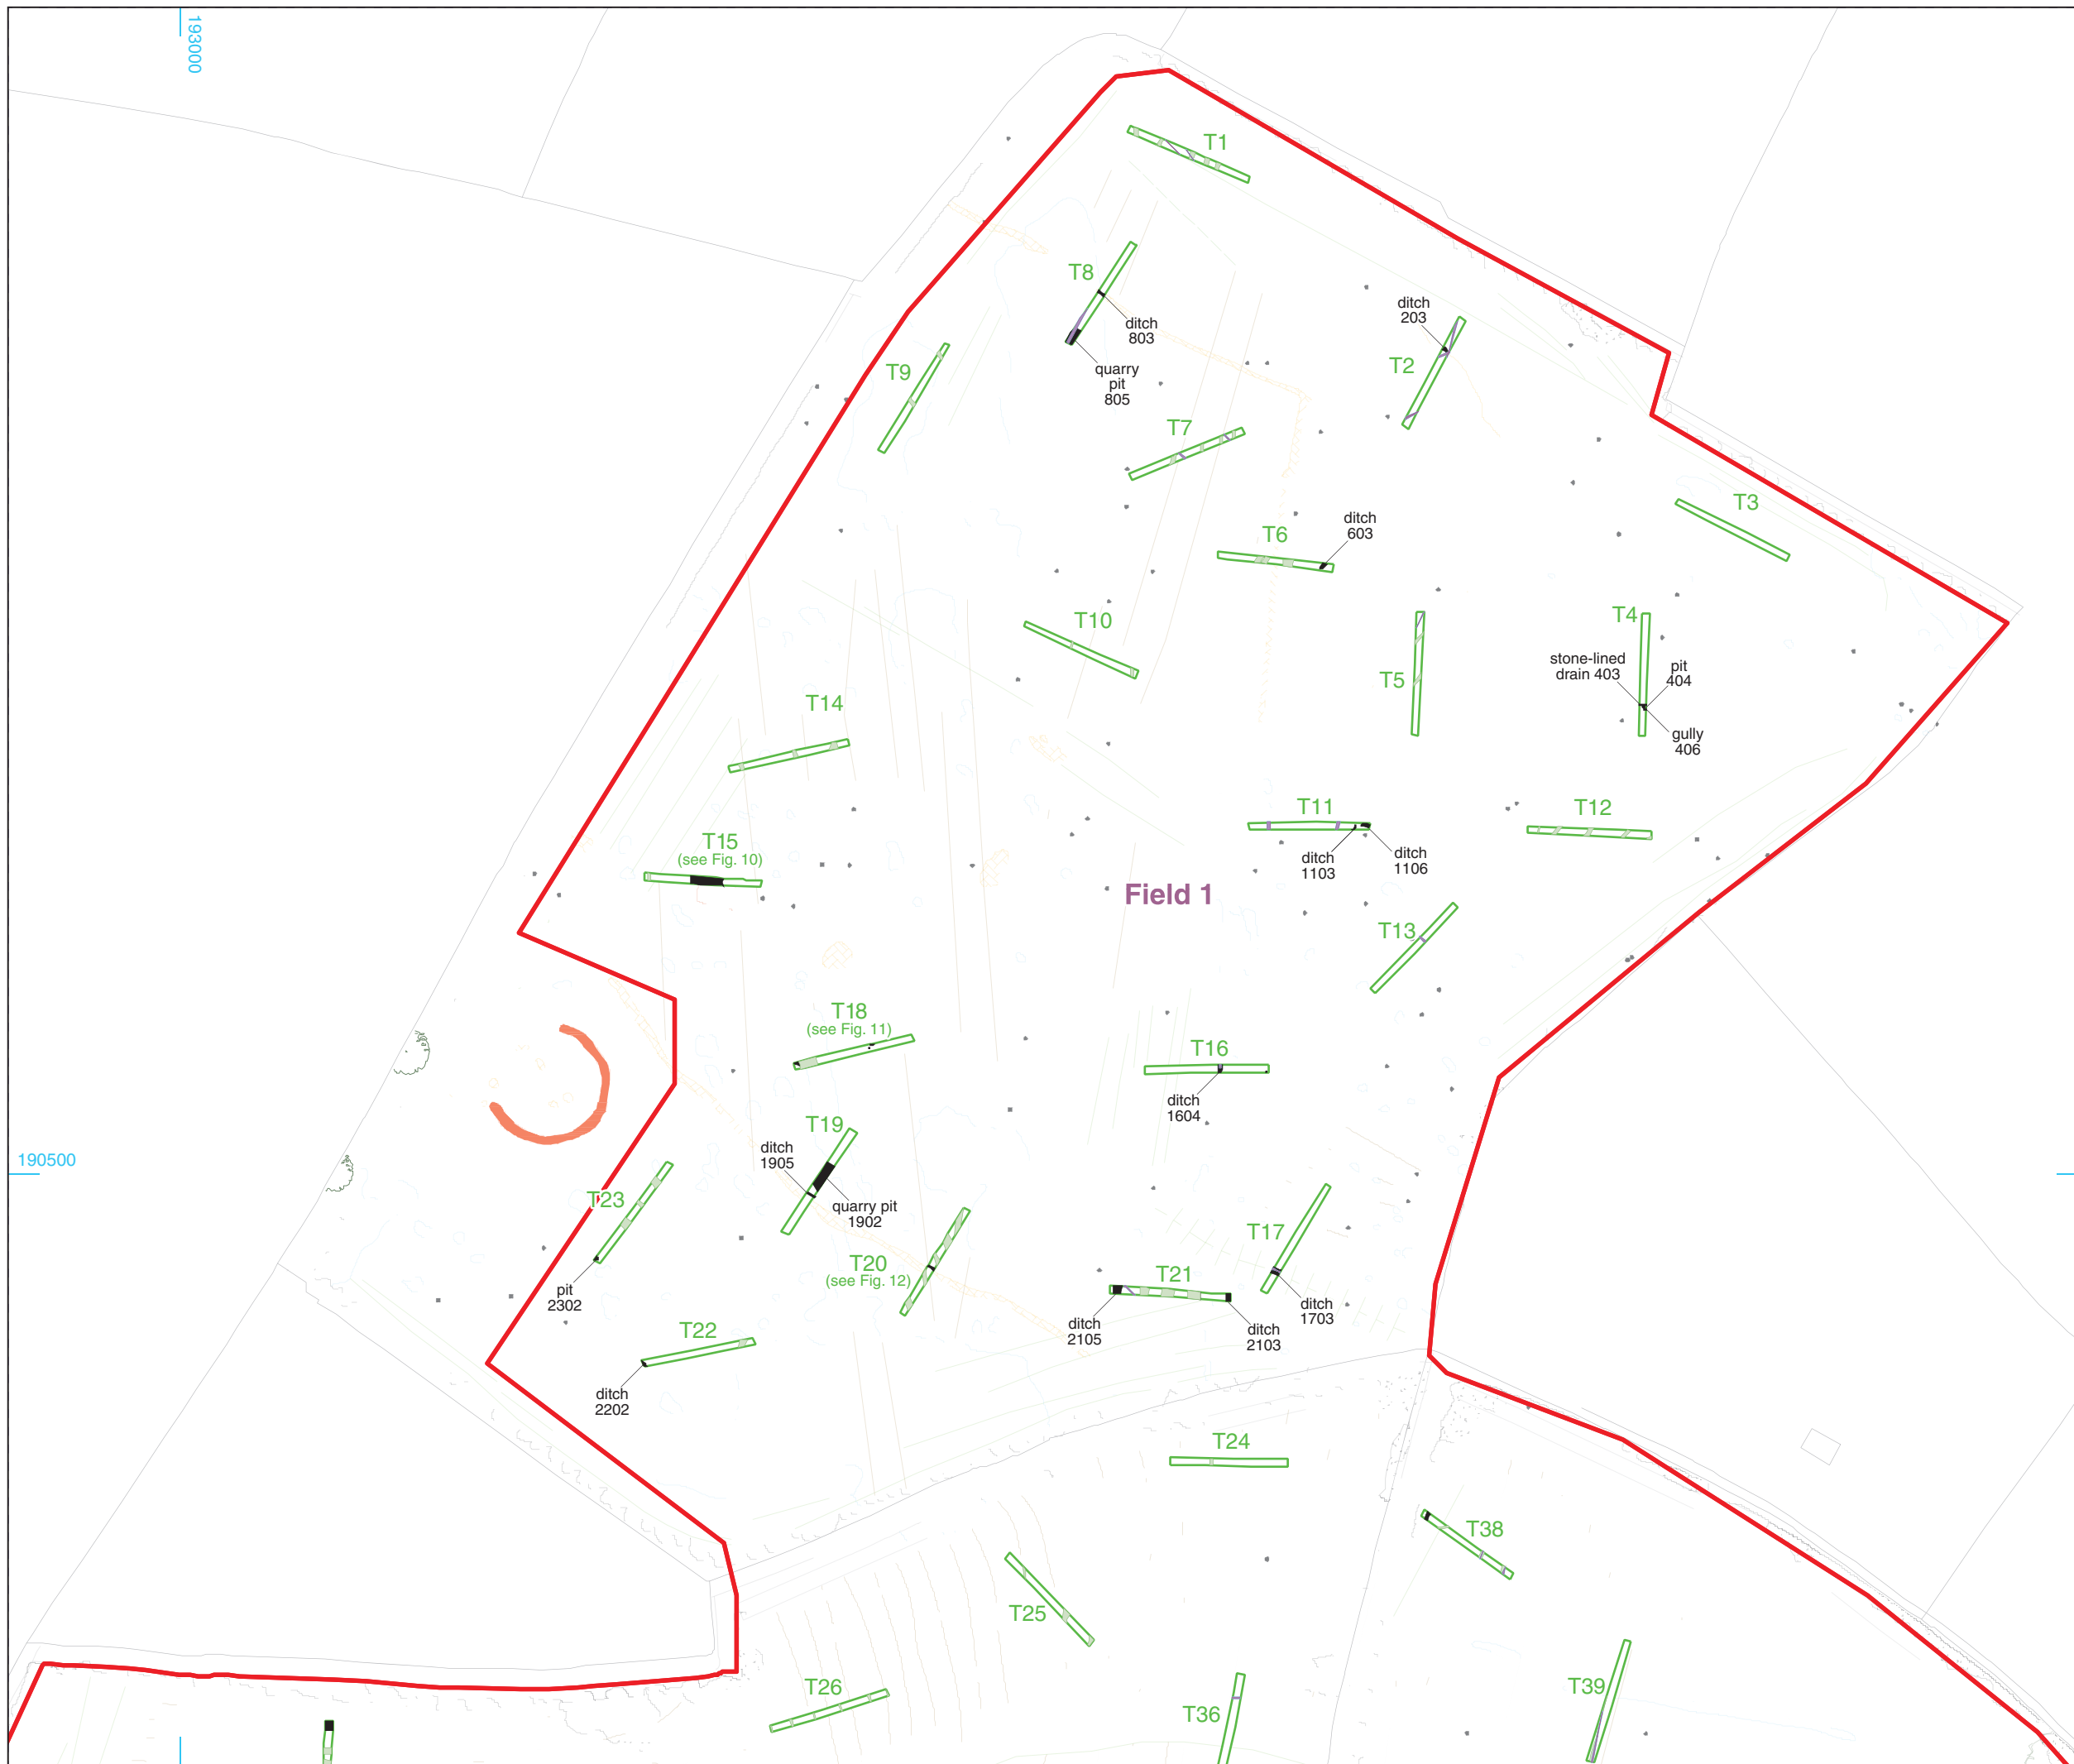 193000
T1
T8
ditch
803
quarry
pit
805
ditch
203
T2
T9
T7
T3
ditch
603
T6
T10
T4
T5
stone-lined
drain 403
pit
404
gully
406
T14
T11
T12
T15
(see Fig. 10)
ditch
1103
ditch
1106
Field 1
T13
T18
(see Fig. 11)
T16
ditch
1604
T19
ditch
1905
190500
T23
quarry pit
1902
T17
T20
(see Fig. 12)
T21
pit
2302
ditch
2105
ditch
2103
ditch
1703
T22
ditch
2202
T24
T38
T25
T26
T36
T39